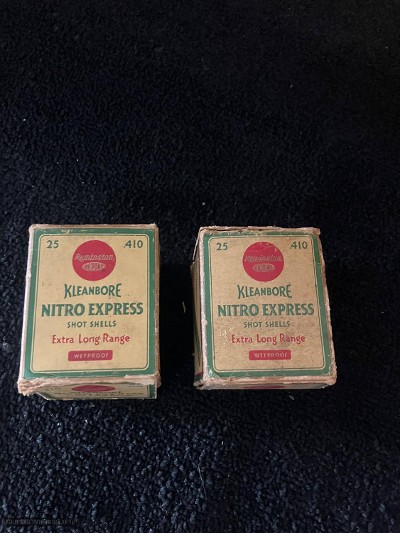 25 .410
Remington
KLEANBORE
NITRO EXPRESS
SHOT SHELLS
Extra Long Range
WETPROOF
25 .410
Remington
KLEANBORE
NITRO EXPRESS
SHOT SHELLS
Extra Long Range
WETPROOF